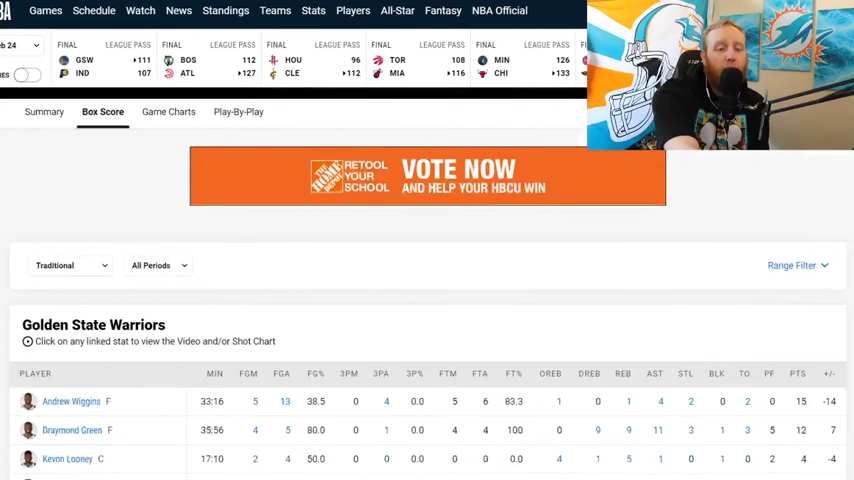 Games Schedule Watch News Standings Teams Stats Players All-Star Fantasy NBA Official
FINAL LEAGUE PASS FINAL LEAGUE PASS FINAL LEAGUE PASS FINAL LEAGUE PASS FINAL LEAGUE PASS
GSW 111 BOS 112 HOU 96 TOR 108 MIN 126
IND 107 ATL 127 CLE 112 MIA 116 CHI 133
Summary Box Score Game Charts Play-By-Play
THE HOME DEPOT RETOOL YOUR SCHOOL
VOTE NOW
AND HELP YOUR HBCU WIN
Traditional All Periods Range Filter
Golden State Warriors
Click on any linked stat to view the Video and/or Shot Chart
PLAYER MIN FGM FGA FG% 3PM 3PA 3P% FTM FTA FT% OREB DREB REB AST STL BLK TO PF PTS +/-
Andrew Wiggins F 33:16 5 13 38.5 0 4 0.0 5 6 83.3 1 0 1 4 2 0 2 0 15 -14
Draymond Green F 35:56 4 5 80.0 0 1 0.0 4 4 100 0 9 9 11 3 1 3 5 12 7
Kevon Looney C 17:10 2 4 50.0 0 0 0.0 0 0 0.0 4 1 5 1 0 1 0 2 4 -4